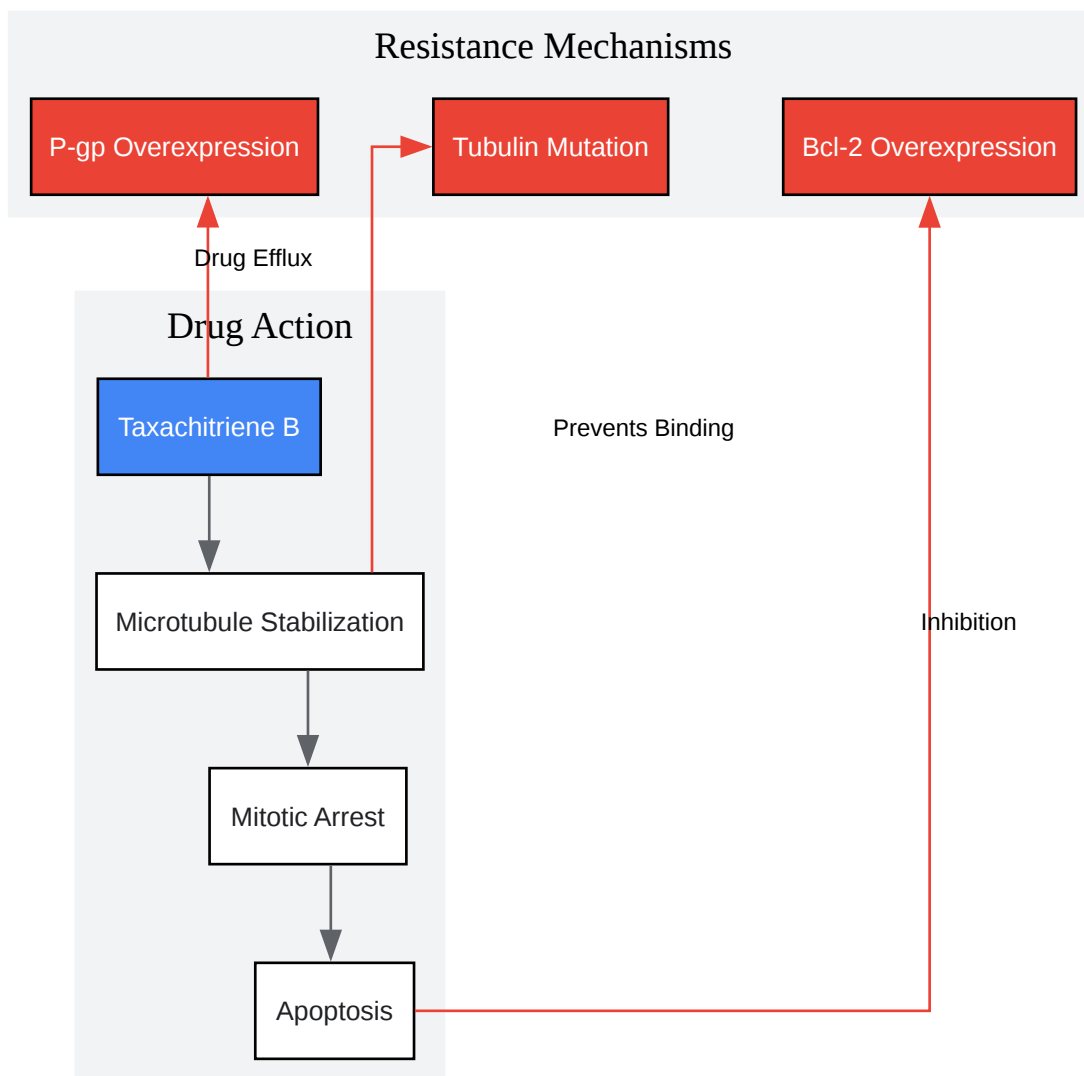 Resistance Mechanisms
P-gp Overexpression
Tubulin Mutation
Bcl-2 Overexpression
Drug Efflux
Drug Action
Taxachitriene B
Prevents Binding
Microtubule Stabilization
Inhibition
Mitotic Arrest
Apoptosis